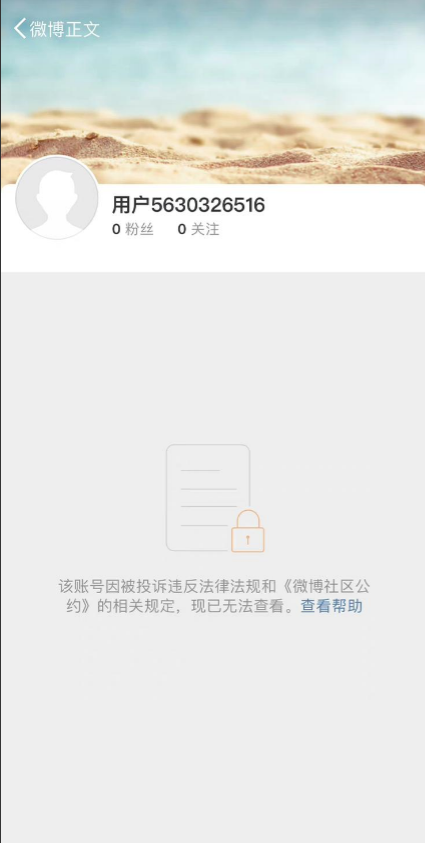 微博正文
用户5630326516
0 粉丝 0 关注
该账号因被投诉违反法律法规和《微博社区公
约》的相关规定，现已无法查看。查看帮助